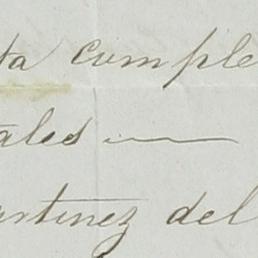 ta cumple
tales —
artinez del